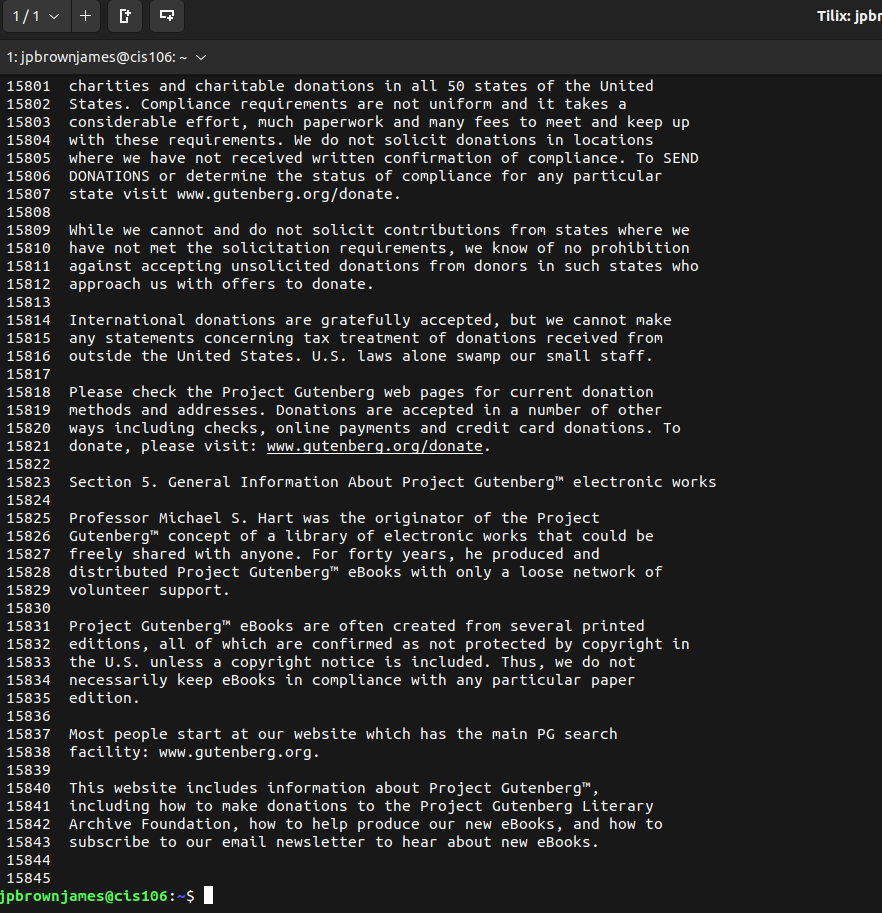 1 / 1
Tilix: jpbr
1: jpbrownjames@cis106: ~
15801 charities and charitable donations in all 50 states of the United
15802 States. Compliance requirements are not uniform and it takes a
15803 considerable effort, much paperwork and many fees to meet and keep up
15804 with these requirements. We do not solicit donations in locations
15805 where we have not received written confirmation of compliance. To SEND
15806 DONATIONS or determine the status of compliance for any particular
15807 state visit www.gutenberg.org/donate.
15808
15809 While we cannot and do not solicit contributions from states where we
15810 have not met the solicitation requirements, we know of no prohibition
15811 against accepting unsolicited donations from donors in such states who
15812 approach us with offers to donate.
15813
15814 International donations are gratefully accepted, but we cannot make
15815 any statements concerning tax treatment of donations received from
15816 outside the United States. U.S. laws alone swamp our small staff.
15817
15818 Please check the Project Gutenberg web pages for current donation
15819 methods and addresses. Donations are accepted in a number of other
15820 ways including checks, online payments and credit card donations. To
15821 donate, please visit: www.gutenberg.org/donate.
15822
15823 Section 5. General Information About Project Gutenberg™ electronic works
15824
15825 Professor Michael S. Hart was the originator of the Project
15826 Gutenberg™ concept of a library of electronic works that could be
15827 freely shared with anyone. For forty years, he produced and
15828 distributed Project Gutenberg™ eBooks with only a loose network of
15829 volunteer support.
15830
15831 Project Gutenberg™ eBooks are often created from several printed
15832 editions, all of which are confirmed as not protected by copyright in
15833 the U.S. unless a copyright notice is included. Thus, we do not
15834 necessarily keep eBooks in compliance with any particular paper
15835 edition.
15836
15837 Most people start at our website which has the main PG search
15838 facility: www.gutenberg.org.
15839
15840 This website includes information about Project Gutenberg™,
15841 including how to make donations to the Project Gutenberg Literary
15842 Archive Foundation, how to help produce our new eBooks, and how to
15843 subscribe to our email newsletter to hear about new eBooks.
15844
15845
jpbrownjames@cis106:~$